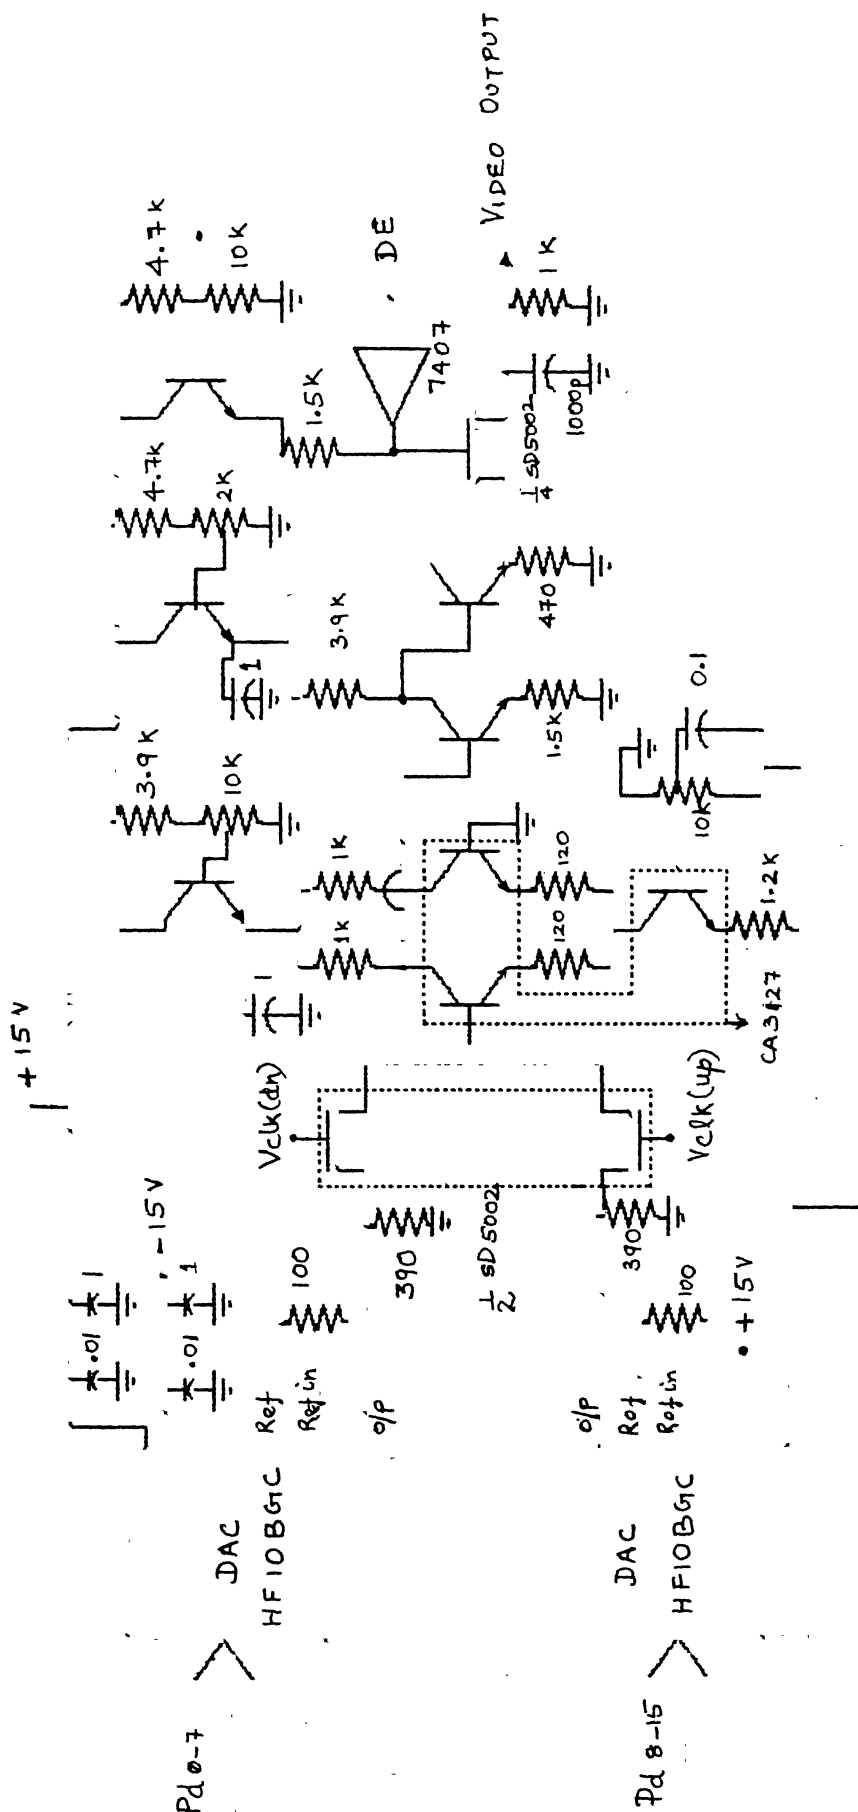 +15V
4.7K
10K
3.9K
10K
4.7K
2K
1.5K
DE
7407
VIDEO OUTPUT
1K
1000p
1/4 SD5002
1
3.9K
470
1.5K
0.1
10K
1
1K
1K
120
120
1.2K
CA3127
Vclk(dn)
Vclk(up)
1/2 SD5002
390
390
-15V
1
.01
1
.01
100
100
+15V
Ref
Ref in
O/P
O/P
Ref
Ref in
DAC
HF10BGC
DAC
HF10BGC
Pd0-7
Pd8-15